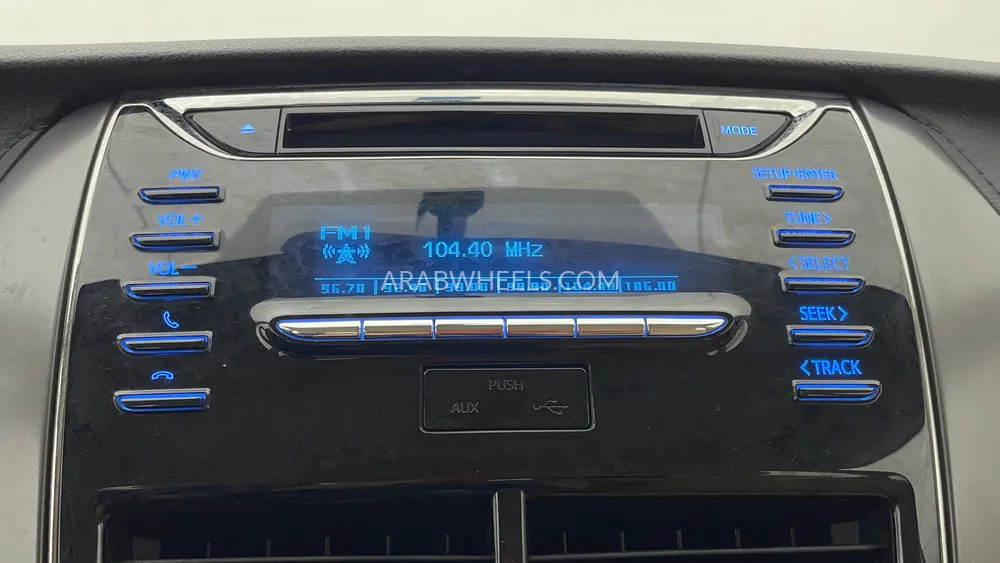 MODE
PWR
SETUP•ENTER
VOL+
TUNE>
FM1
104.40 MHz
VOL−
<SELECT
ARABWHEELS.COM
96.70
106.00
SEEK>
<TRACK
PUSH
AUX